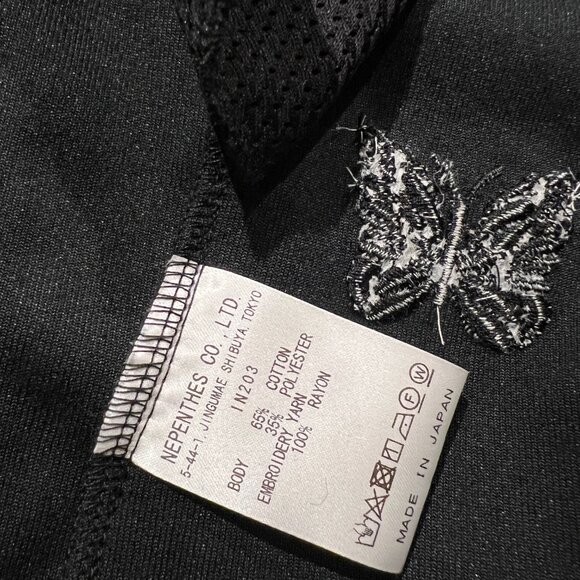 NEPENTHES CO., LTD.
5-44-1 JINGUMAE SHIBUYA, TOKYO
IN203
BODY 65% COTTON
35% POLYESTER
EMBROIDERY YARN
100% RAYON
W
MADE IN JAPAN